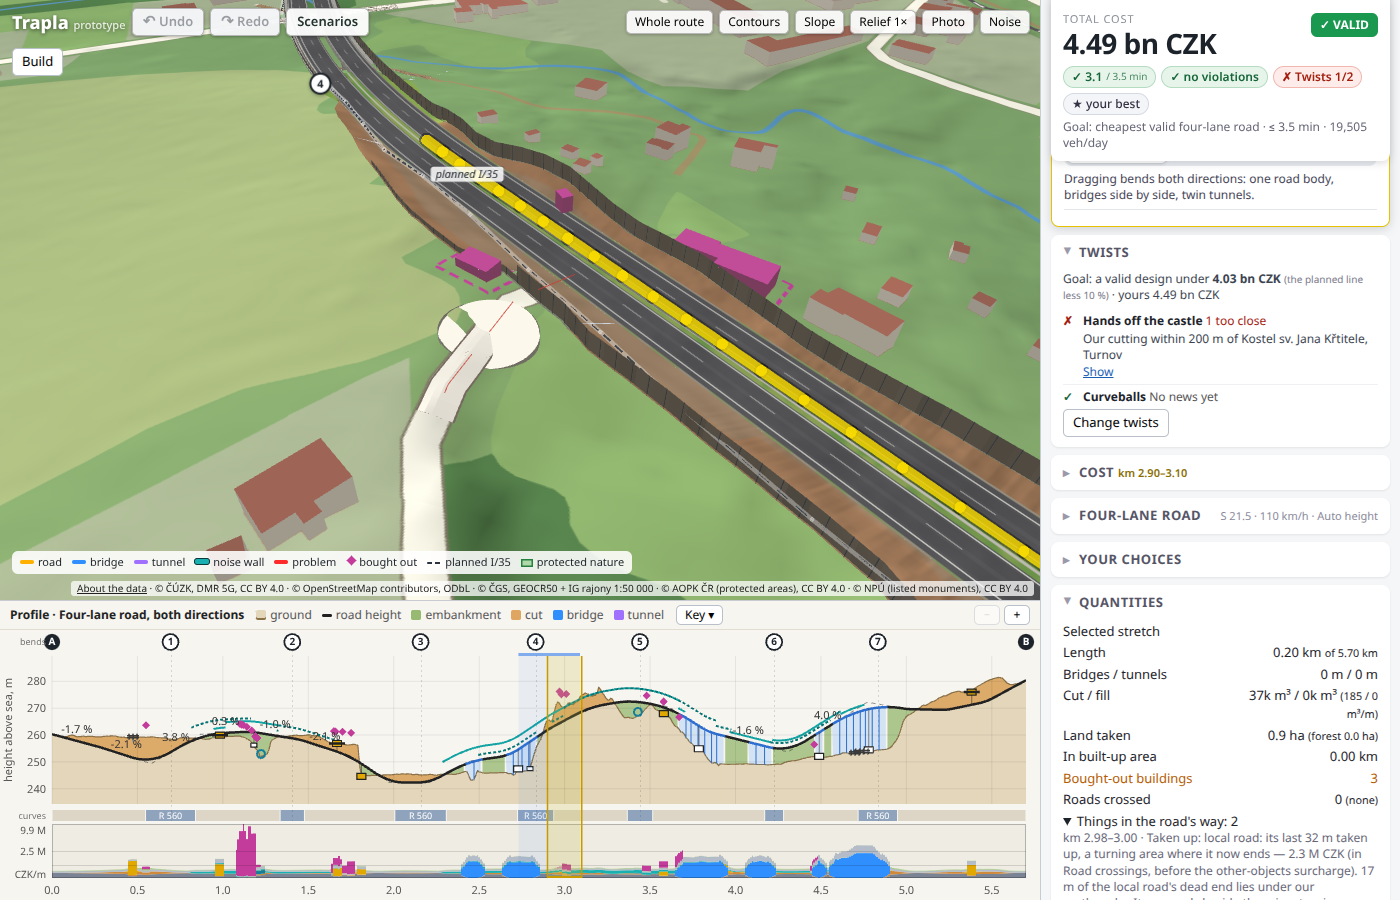 Trapla prototype
↶ Undo
↷ Redo
Scenarios
Whole route
Contours
Slope
Relief 1×
Photo
Noise
Build
4
planned I/35
road
bridge
tunnel
noise wall
problem
bought out
planned I/35
protected nature
About the data · © ČÚZK, DMR 5G, CC BY 4.0 · © OpenStreetMap contributors, ODbL · © ČGS, GEOCR50 + IG rajony 1:50 000 · © AOPK ČR (protected areas), CC BY 4.0 · © NPÚ (listed monuments), CC BY 4.0
TOTAL COST
4.49 bn CZK
✓ VALID
✓ 3.1 / 3.5 min
✓ no violations
✗ Twists 1/2
★ your best
Goal: cheapest valid four-lane road · ≤ 3.5 min · 19,505
veh/day
Dragging bends both directions: one road body,
bridges side by side, twin tunnels.
TWISTS
Goal: a valid design under 4.03 bn CZK (the planned line
less 10 %) · yours 4.49 bn CZK
✗ Hands off the castle 1 too close
Our cutting within 200 m of Kostel sv. Jana Křtitele,
Turnov
Show
✓ Curveballs No news yet
Change twists
COST km 2.90–3.10
FOUR-LANE ROAD S 21.5 · 110 km/h · Auto height
YOUR CHOICES
QUANTITIES
Selected stretch
Length 0.20 km of 5.70 km
Bridges / tunnels 0 m / 0 m
Cut / fill 37k m³ / 0k m³ (185 / 0
m³/m)
Land taken 0.9 ha (forest 0.0 ha)
In built-up area 0.00 km
Bought-out buildings 3
Roads crossed 0 (none)
▼ Things in the road's way: 2
km 2.98–3.00 · Taken up: local road: its last 32 m taken
up, a turning area where it now ends — 2.3 M CZK (in
Road crossings, before the other-objects surcharge). 17
m of the local road's dead end lies under our
Profile · Four-lane road, both directions
ground
road height
embankment
cut
bridge
tunnel
Key ▾
−
+
bends A 1 2 3 4 5 6 7 B
height above sea, m
280
270
260
250
240
-1.7 %
-2.1 %
3.8 %
0.3 %
-1.0 %
-2.1 %
-1.6 %
4.0 %
curves R 560 R 560 R 560 R 560
9.9 M
2.5 M
CZK/m
0.0 0.5 1.0 1.5 2.0 2.5 3.0 3.5 4.0 4.5 5.0 5.5